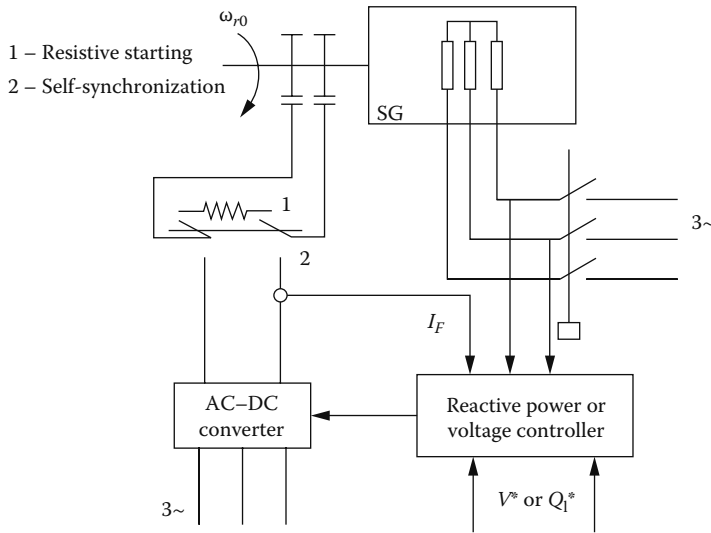 ω_r0
1 – Resistive starting
2 – Self-synchronization
SG
1
2
3~
I_F
AC–DC
converter
Reactive power or
voltage controller
3~
V* or Q_l*